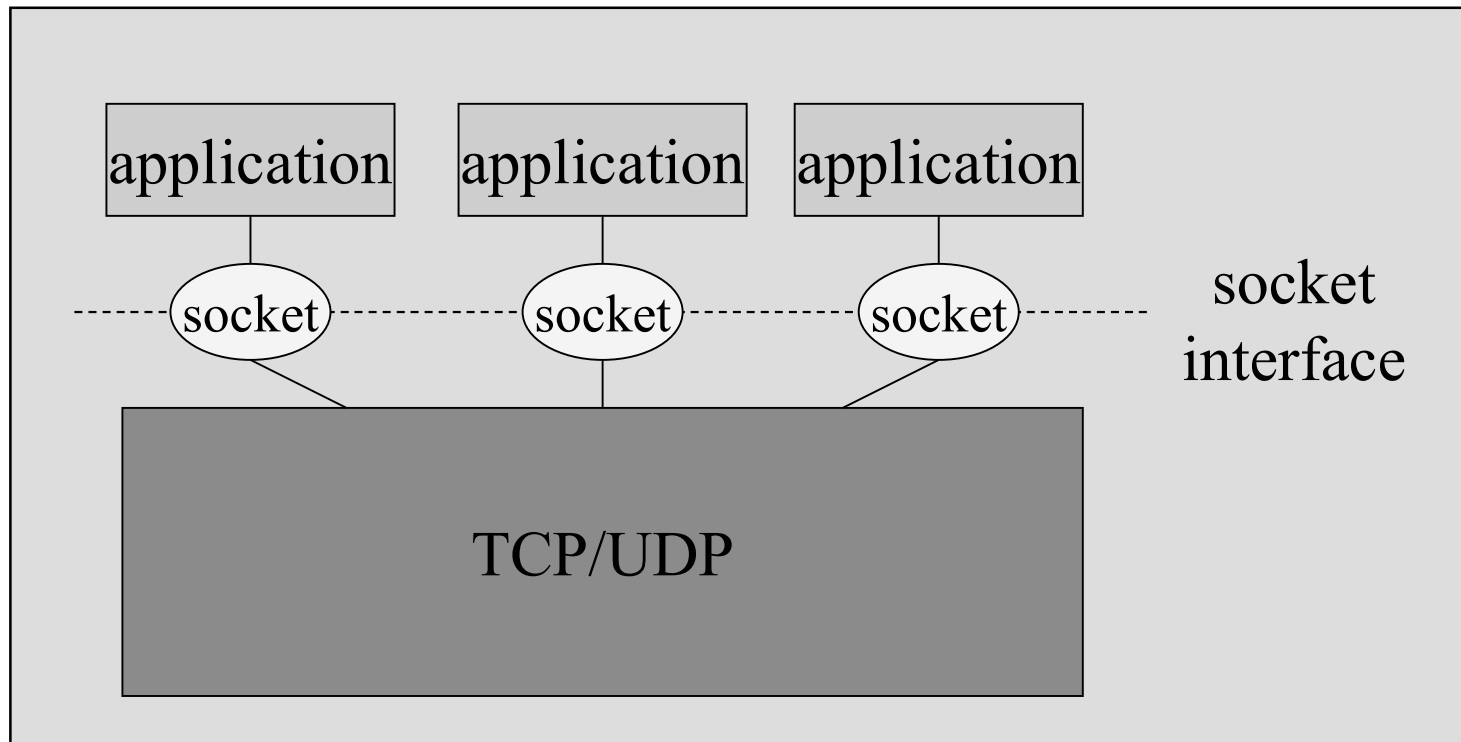 application
application
application
socket
socket
socket
socket
interface
TCP/UDP